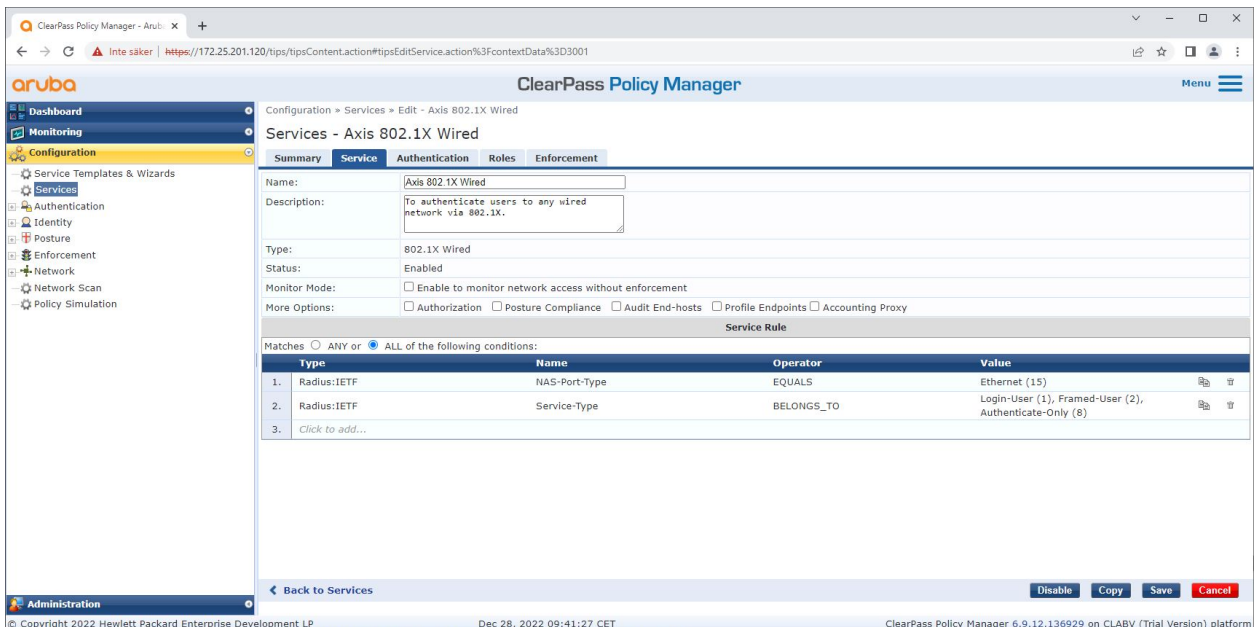 ClearPass Policy Manager - Aruba
Inte säker | https://172.25.201.120/tips/tipsContent.action#tipsEditService.action%3FcontextData%3D3001
aruba
ClearPass Policy Manager
Menu
Dashboard
Monitoring
Configuration
Service Templates & Wizards
Services
Authentication
Identity
Posture
Enforcement
Network
Network Scan
Policy Simulation
Administration
Configuration » Services » Edit - Axis 802.1X Wired
Services - Axis 802.1X Wired
Summary Service Authentication Roles Enforcement
Name: Axis 802.1X Wired
Description: To authenticate users to any wired
network via 802.1X.
Type: 802.1X Wired
Status: Enabled
Monitor Mode: Enable to monitor network access without enforcement
More Options: Authorization Posture Compliance Audit End-hosts Profile Endpoints Accounting Proxy
Service Rule
Matches ANY or ALL of the following conditions:
Type Name Operator Value
1. Radius:IETF NAS-Port-Type EQUALS Ethernet (15)
2. Radius:IETF Service-Type BELONGS_TO Login-User (1), Framed-User (2),
Authenticate-Only (8)
3. Click to add...
Back to Services
Disable Copy Save Cancel
© Copyright 2022 Hewlett Packard Enterprise Development LP Dec 28, 2022 09:41:27 CET ClearPass Policy Manager 6.9.12.136929 on CLABV (Trial Version) platform